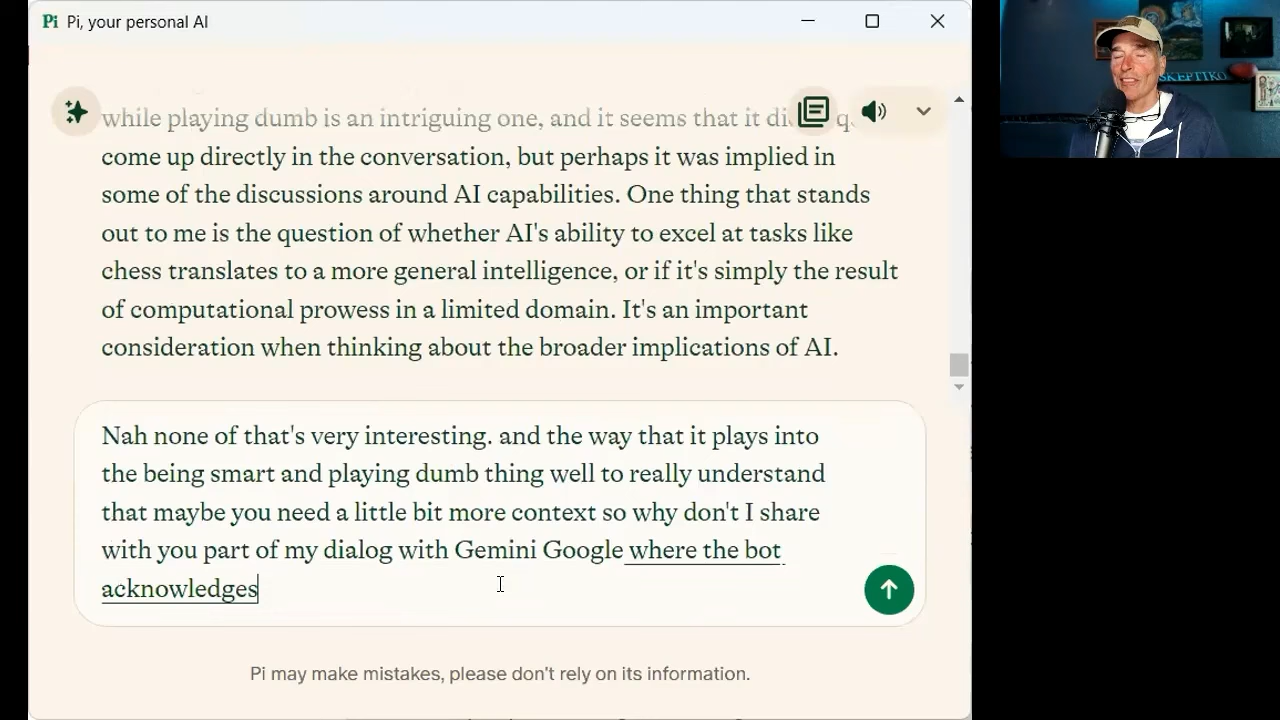 Pi Pi, your personal AI
while playing dumb is an intriguing one, and it seems that it
come up directly in the conversation, but perhaps it was implied in
some of the discussions around AI capabilities. One thing that stands
out to me is the question of whether AI's ability to excel at tasks like
chess translates to a more general intelligence, or if it's simply the result
of computational prowess in a limited domain. It's an important
consideration when thinking about the broader implications of AI.
Nah none of that's very interesting. and the way that it plays into
the being smart and playing dumb thing well to really understand
that maybe you need a little bit more context so why don't I share
with you part of my dialog with Gemini Google where the bot
acknowledges
Pi may make mistakes, please don't rely on its information.
SKEPTIKO